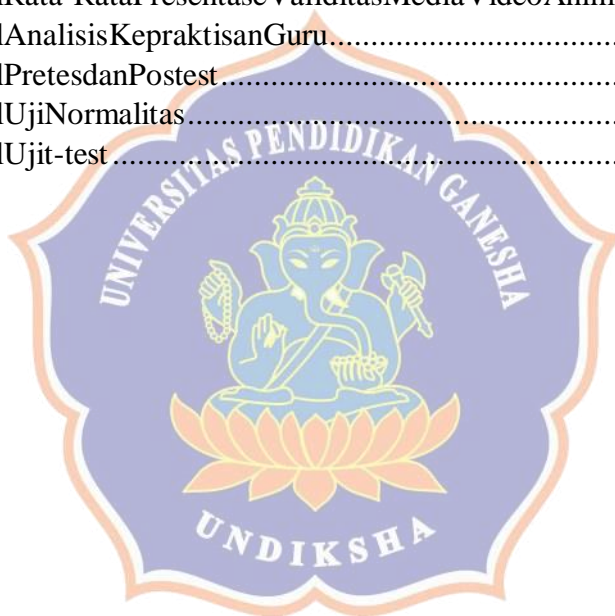 lRata-RataPresentaseValiditasMediaVideoAnim
lAnalisisKepraktisanGuru................................
lPretesdanPostest................................................
lUjiNormalitas.....................................................
lUjit-test...............................................................
UNIVERSITAS PENDIDIKAN GANESHA
UNDIKSHA